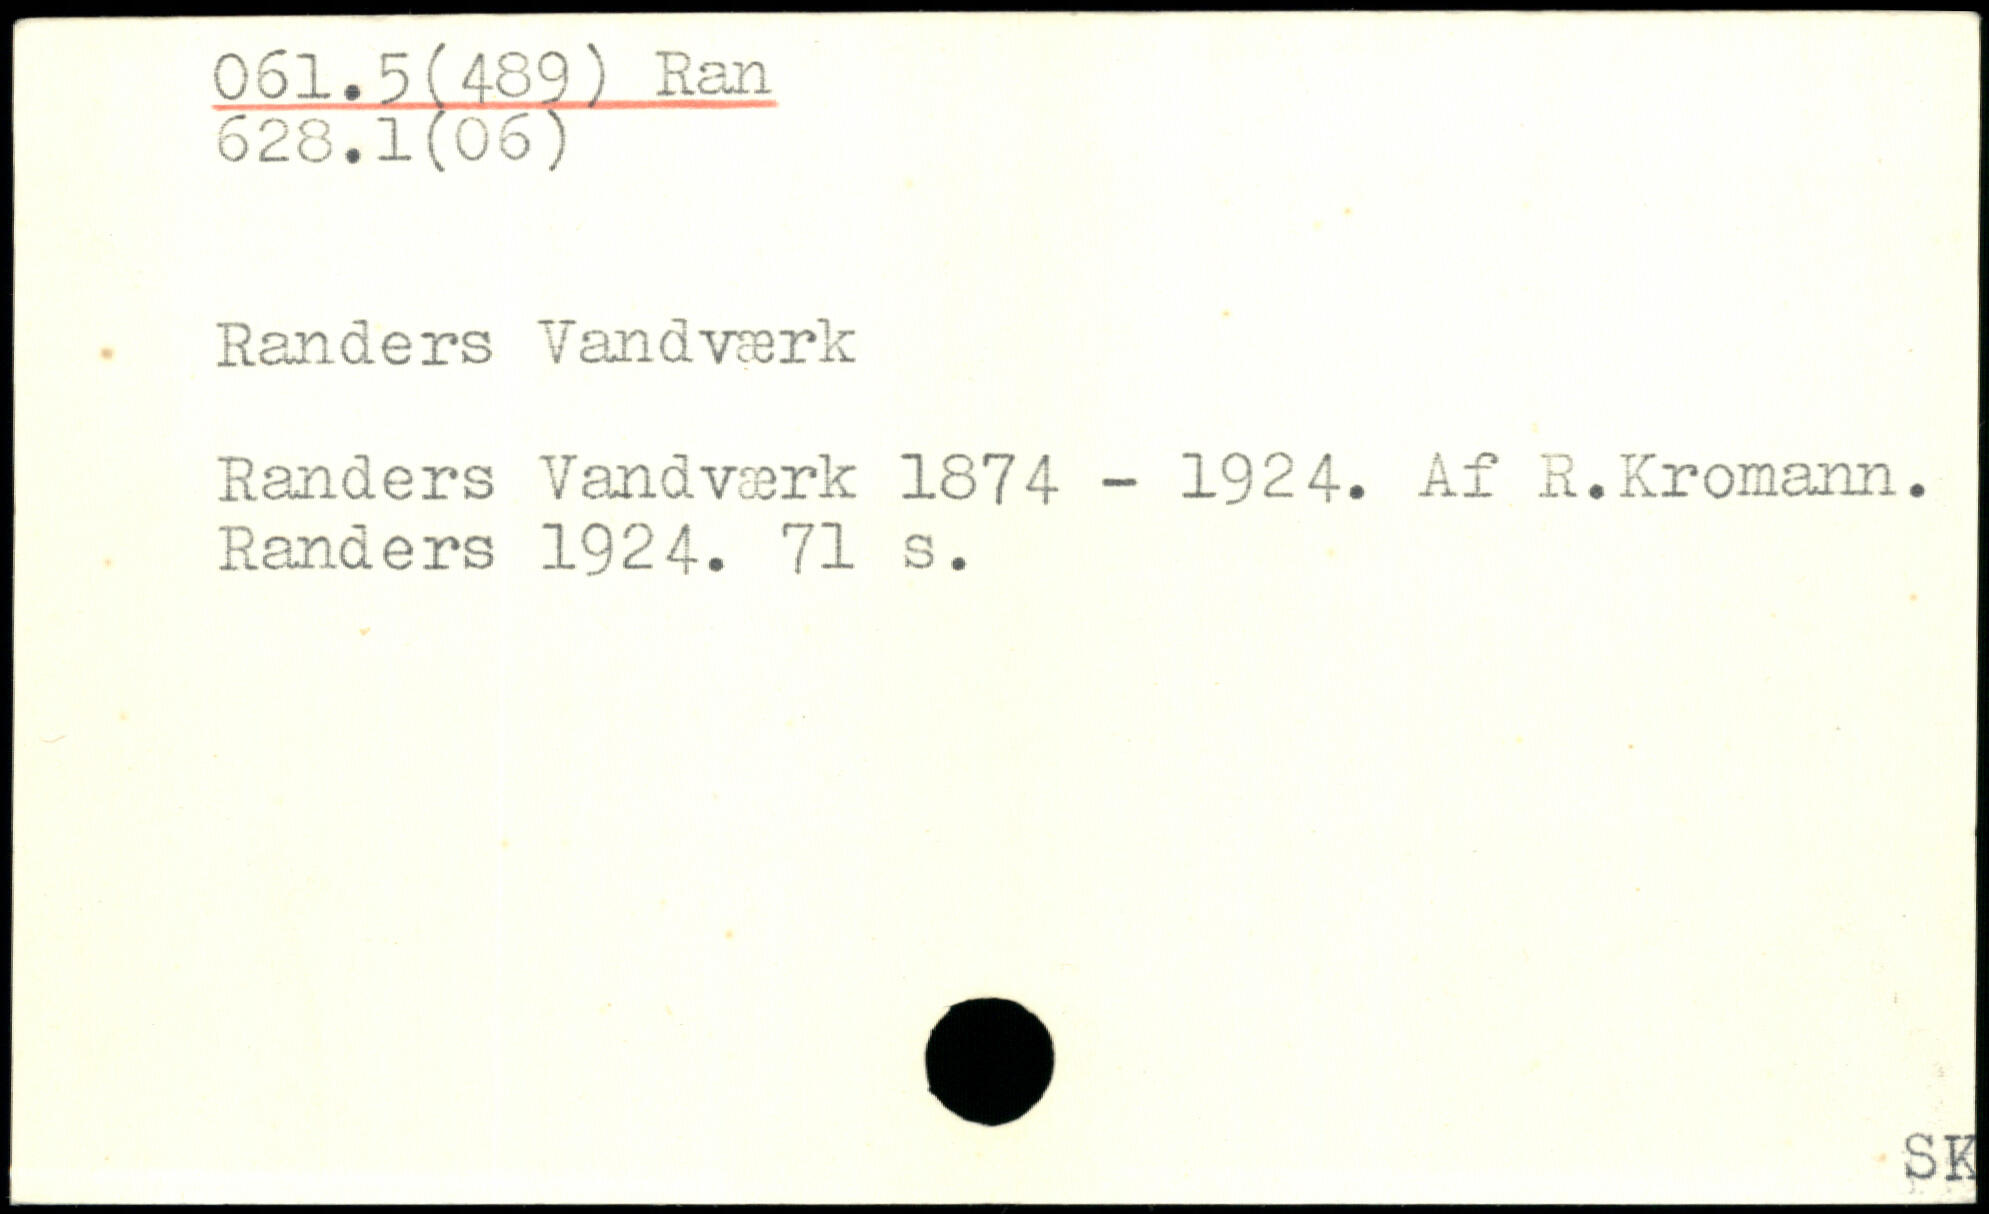 061.5(489) Ran
628.1(06)
Randers Vandværk
Randers Vandværk 1874 - 1924. Af R.Kromann.
Randers 1924. 71 s.
SK